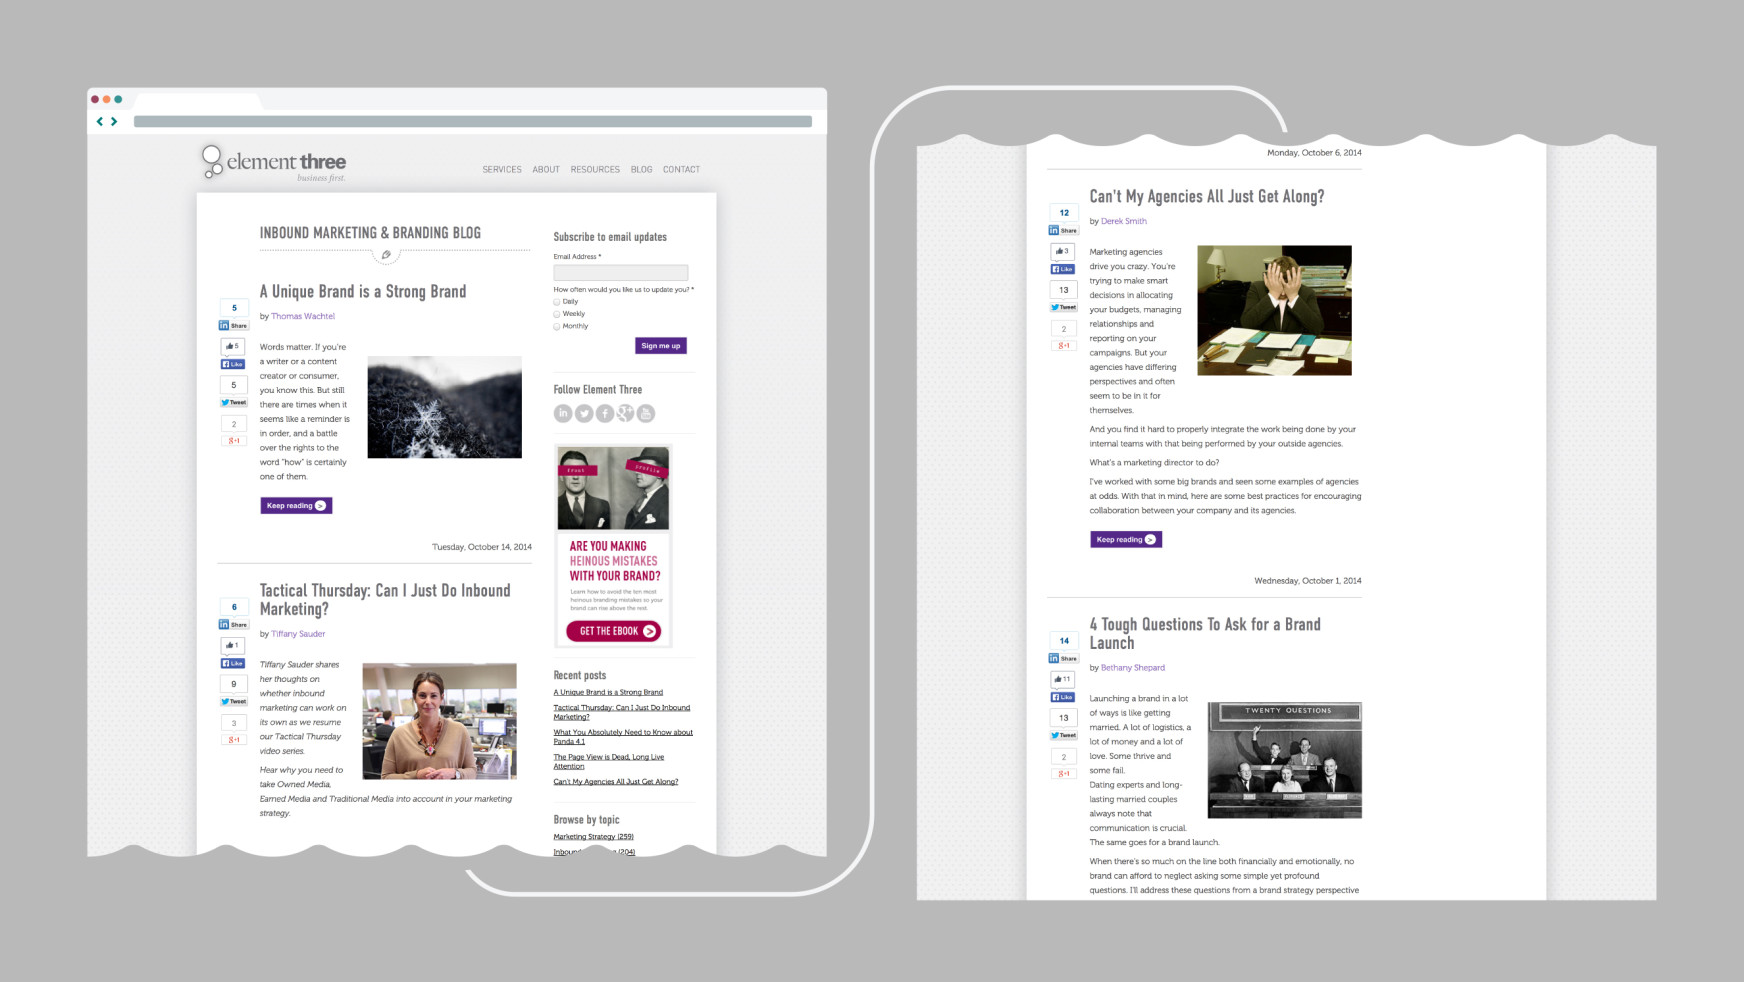 element three
business first.
SERVICES ABOUT RESOURCES BLOG CONTACT
INBOUND MARKETING & BRANDING BLOG
A Unique Brand is a Strong Brand
by Thomas Wachtel
5
Share
5
Like
5
Tweet
2
g+1
Words matter. If you're
a writer or a content
creator or consumer,
you know this. But still
there are times when it
seems like a reminder is
in order, and a battle
over the rights to the
word "how" is certainly
one of them.
Keep reading
Tuesday, October 14, 2014
Tactical Thursday: Can I Just Do Inbound
Marketing?
by Tiffany Sauder
6
Share
1
Like
9
Tweet
3
g+1
Tiffany Sauder shares
her thoughts on
whether inbound
marketing can work on
its own as we resume
our Tactical Thursday
video series.
Hear why you need to
take Owned Media,
Earned Media and Traditional Media into account in your marketing
strategy.
Subscribe to email updates
Email Address *
How often would you like us to update you? *
Daily
Weekly
Monthly
Sign me up
Follow Element Three
Front
Profile
ARE YOU MAKING
HEINOUS MISTAKES
WITH YOUR BRAND?
Learn how to avoid the ten most
heinous branding mistakes so your
brand can rise above the rest.
GET THE EBOOK
Recent posts
A Unique Brand is a Strong Brand
Tactical Thursday: Can I Just Do Inbound
Marketing?
What You Absolutely Need to Know about
Panda 4.1
The Page View is Dead, Long Live
Attention
Can't My Agencies All Just Get Along?
Browse by topic
Marketing Strategy (259)
(204)
Monday, October 6, 2014
Can't My Agencies All Just Get Along?
by Derek Smith
12
Share
3
Like
13
Tweet
2
g+1
Marketing agencies
drive you crazy. You're
trying to make smart
decisions in allocating
your budgets, managing
relationships and
reporting on your
campaigns. But your
agencies have differing
perspectives and often
seem to be in it for
themselves.
And you find it hard to properly integrate the work being done by your
internal teams with that being performed by your outside agencies.
What's a marketing director to do?
I've worked with some big brands and seen some examples of agencies
at odds. With that in mind, here are some best practices for encouraging
collaboration between your company and its agencies.
Keep reading
Wednesday, October 1, 2014
4 Tough Questions To Ask for a Brand
Launch
by Bethany Shepard
14
Share
11
Like
13
Tweet
2
g+1
TWENTY QUESTIONS
Launching a brand in a lot
of ways is like getting
married. A lot of logistics, a
lot of money and a lot of
love. Some thrive and
some fail.
Dating experts and long-
lasting married couples
always note that
communication is crucial.
The same goes for a brand launch.
When there's so much on the line both financially and emotionally, no
brand can afford to neglect asking some simple yet profound
questions. I'll address these questions from a brand strategy perspective